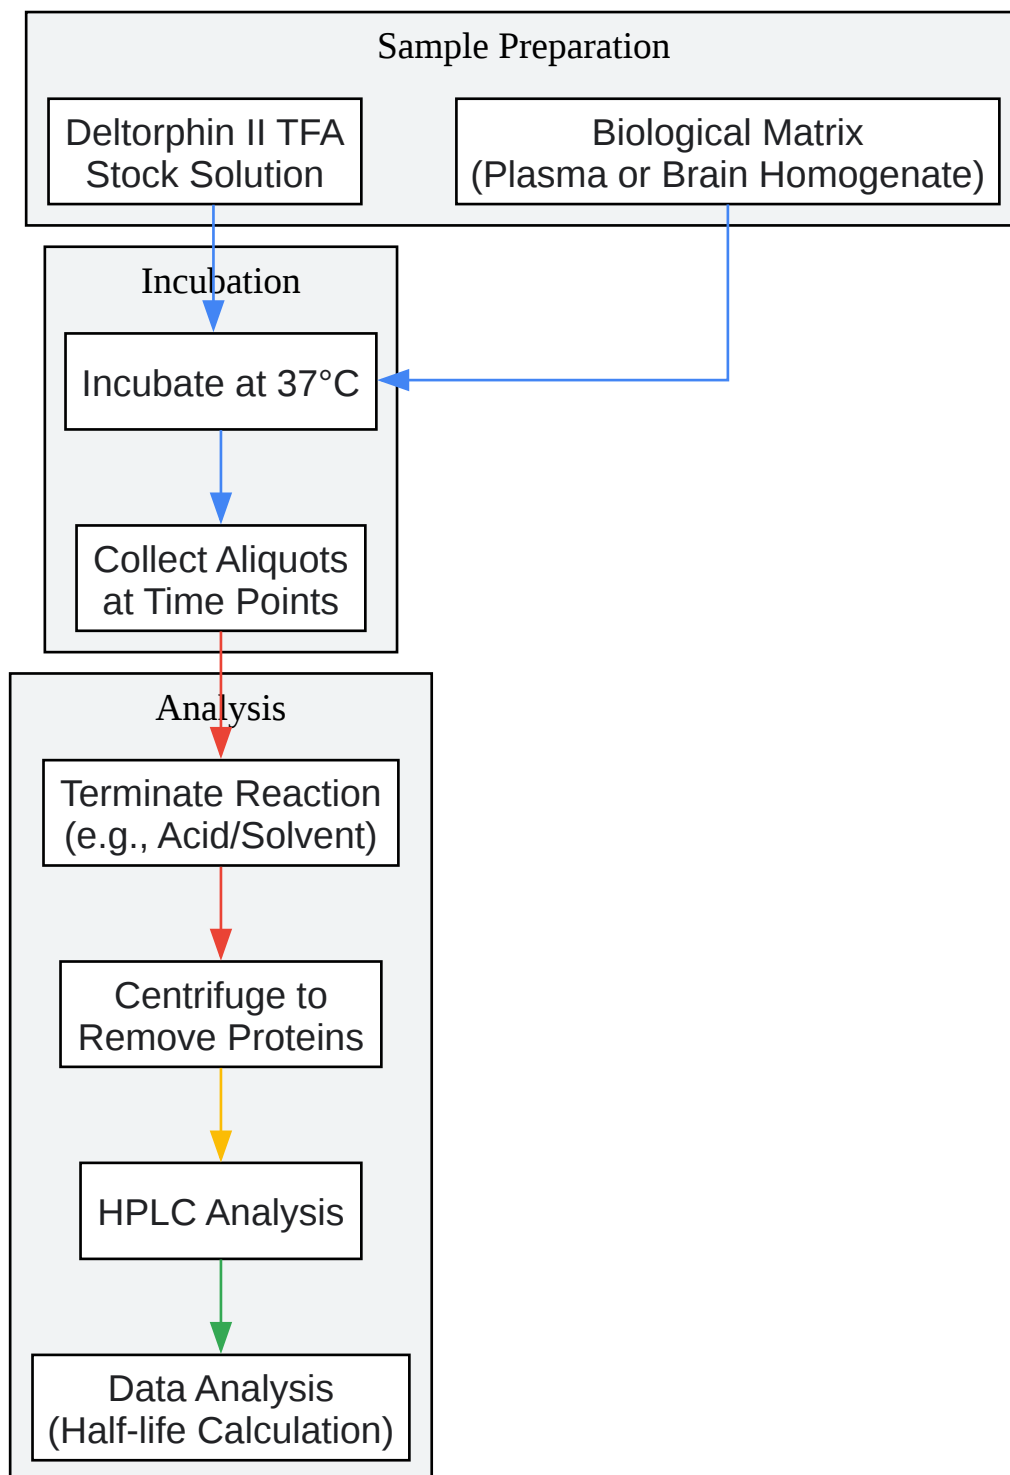 Sample Preparation
Deltorphin II TFA
Stock Solution
Biological Matrix
(Plasma or Brain Homogenate)
Incubation
Incubate at 37°C
Collect Aliquots
at Time Points
Analysis
Terminate Reaction
(e.g., Acid/Solvent)
Centrifuge to
Remove Proteins
HPLC Analysis
Data Analysis
(Half-life Calculation)